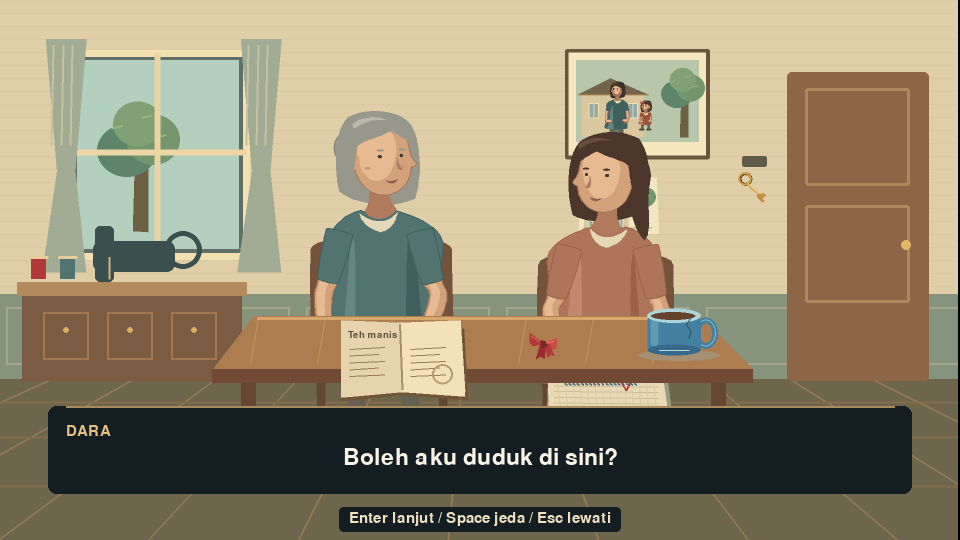 Teh manis
DARA
Boleh aku duduk di sini?
Enter lanjut / Space jeda / Esc lewati